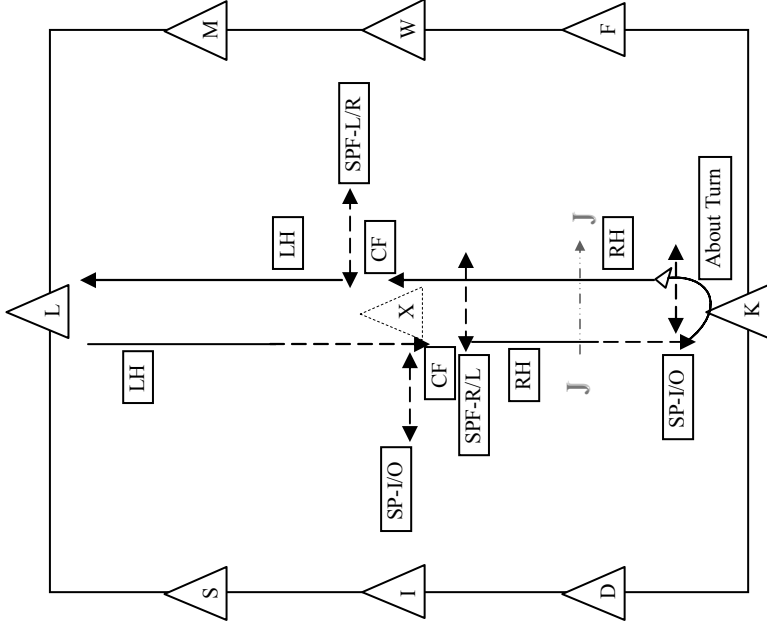 L
LH
S
M
LH
SPF-L/R
CF
SP-I/O
X
I
W
CF
SPF-R/L
RH
J
J
D
F
RH
SP-I/O
About Turn
K